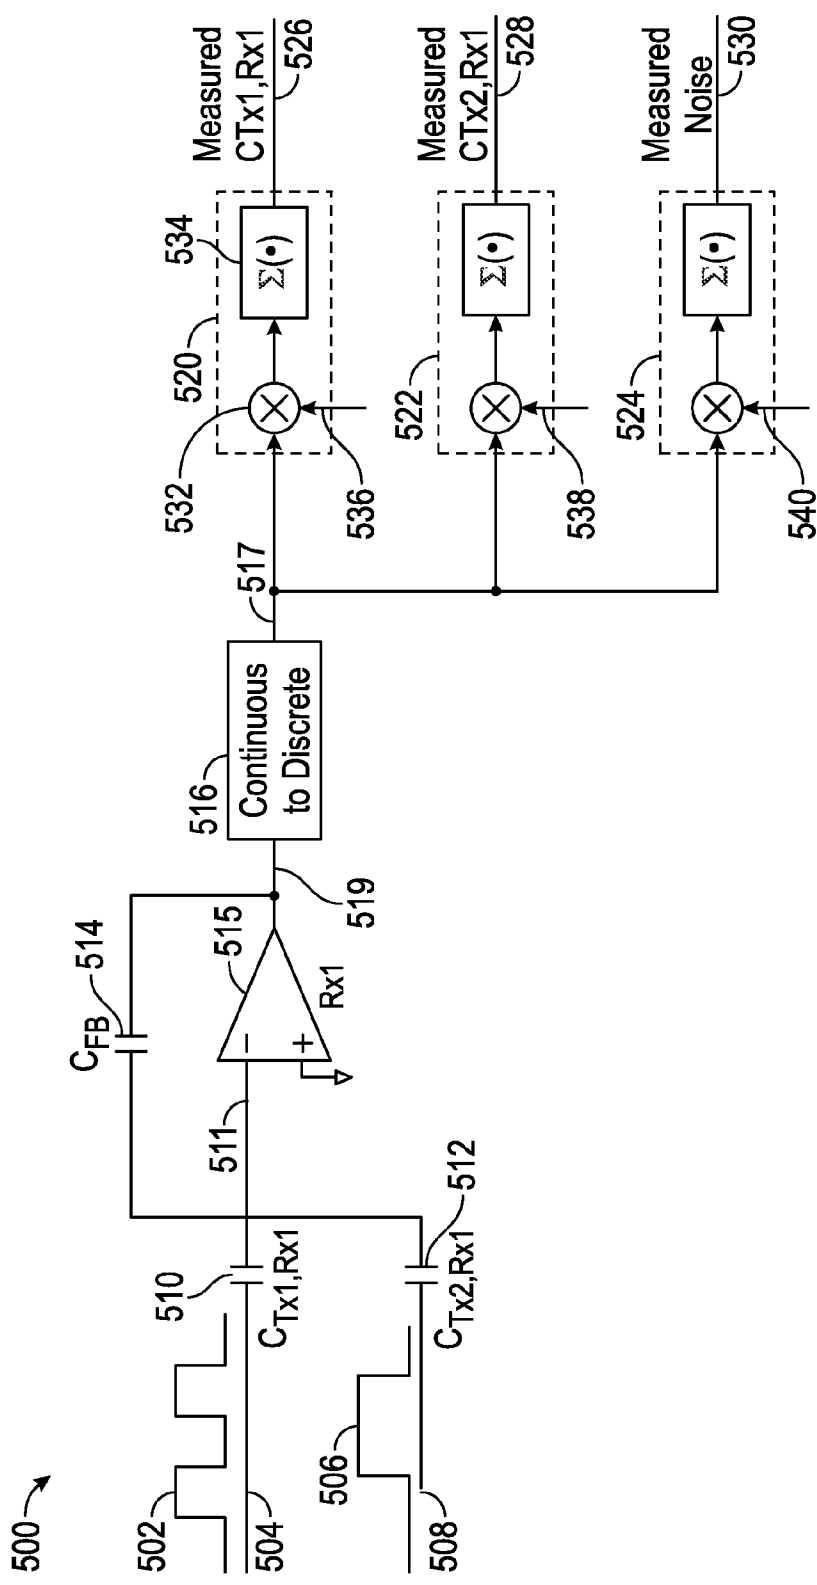 500
502
504
506
508
510
C_Tx1,Rx1
512
C_Tx2,Rx1
511
514
C_FB
515
−
+
Rx1
519
516
Continuous
to Discrete
517
520
532
534
Σ(•)
536
Measured
CTx1,Rx1
526
522
Σ(•)
538
Measured
CTx2,Rx1
528
524
Σ(•)
540
Measured
Noise
530